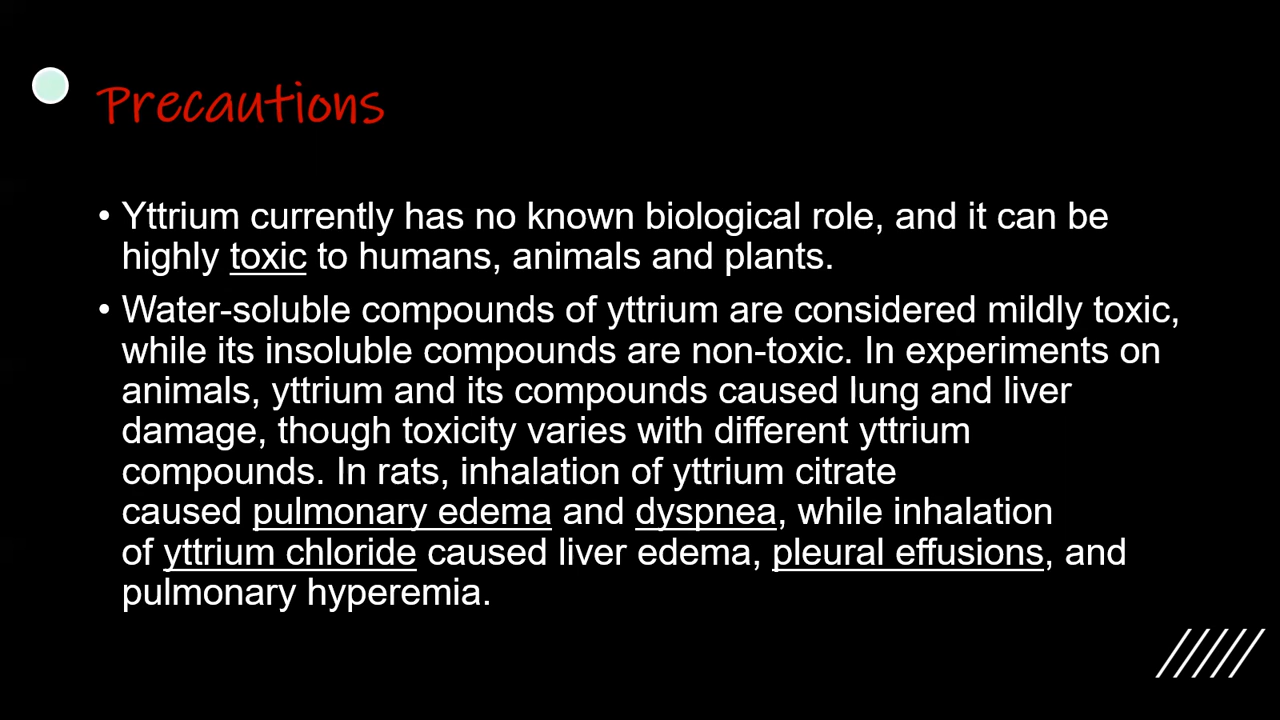 Precautions
• Yttrium currently has no known biological role, and it can be
highly toxic to humans, animals and plants.
• Water-soluble compounds of yttrium are considered mildly toxic,
while its insoluble compounds are non-toxic. In experiments on
animals, yttrium and its compounds caused lung and liver
damage, though toxicity varies with different yttrium
compounds. In rats, inhalation of yttrium citrate
caused pulmonary edema and dyspnea, while inhalation
of yttrium chloride caused liver edema, pleural effusions, and
pulmonary hyperemia.